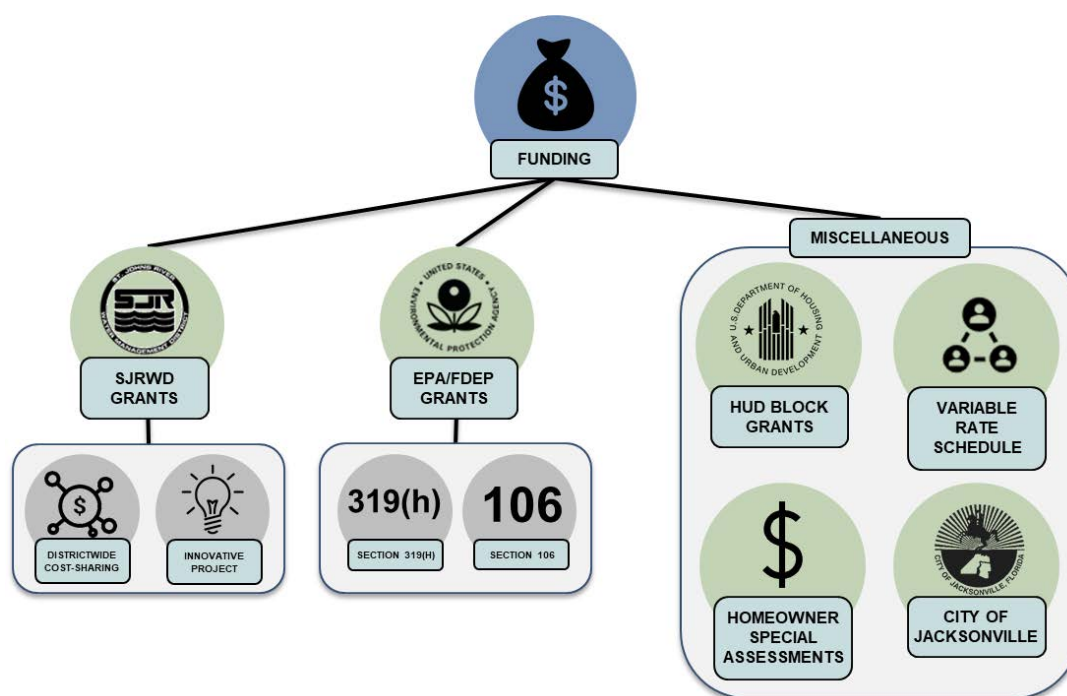 $
FUNDING
ST. JOHNS RIVER
SJR
WATER MANAGEMENT DISTRICT
SJRWD
GRANTS
$
DISTRICTWIDE
COST-SHARING
INNOVATIVE
PROJECT
UNITED STATES
ENVIRONMENTAL PROTECTION AGENCY
EPA/FDEP
GRANTS
319(h)
SECTION 319(H)
106
SECTION 106
MISCELLANEOUS
U.S.DEPARTMENT OF HOUSING
AND URBAN DEVELOPMENT
HUD BLOCK
GRANTS
VARIABLE
RATE
SCHEDULE
$
HOMEOWNER
SPECIAL
ASSESSMENTS
CITY OF JACKSONVILLE, FLORIDA
CITY OF
JACKSONVILLE